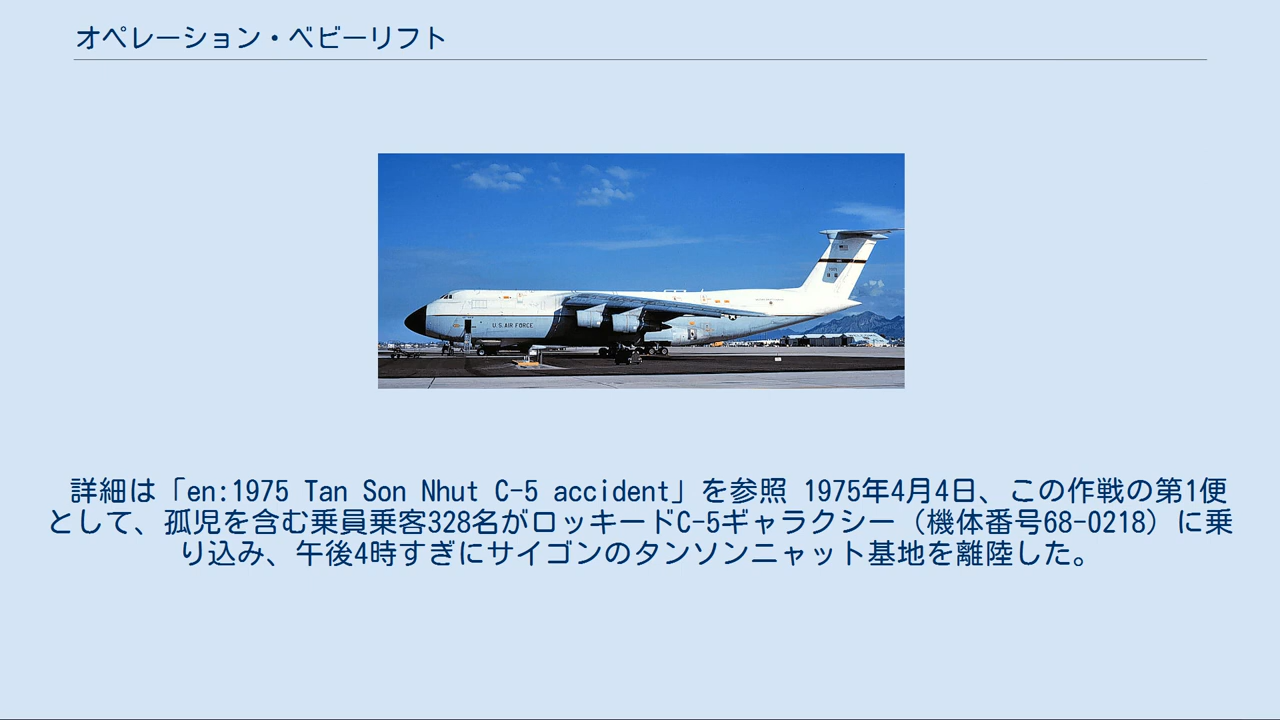 オペレーション・ベビーリフト
U.S. AIR FORCE
詳細は「en:1975 Tan Son Nhut C-5 accident」を参照 1975年4月4日、この作戦の第1便
として、孤児を含む乗員乗客328名がロッキードC-5ギャラクシー（機体番号68-0218）に乗
り込み、午後4時すぎにサイゴンのタンソンニャット基地を離陸した。